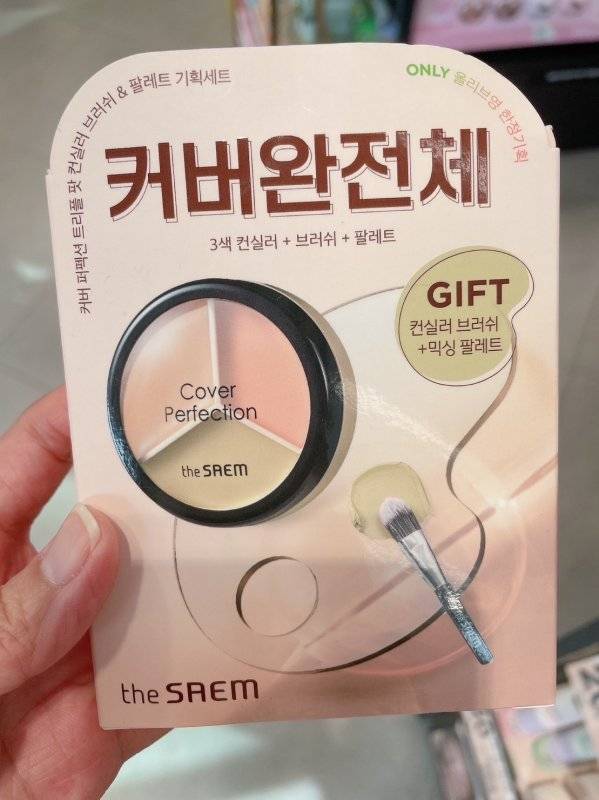 커버 퍼펙션 트리플 팟 컨실러 브러쉬 & 팔레트 기획세트
ONLY 올리브영 한정기획
커버완전체
3색 컨실러 + 브러쉬 + 팔레트
GIFT
컨실러 브러쉬
+믹싱 팔레트
Cover
Perfection
the SAEM
the SAEM